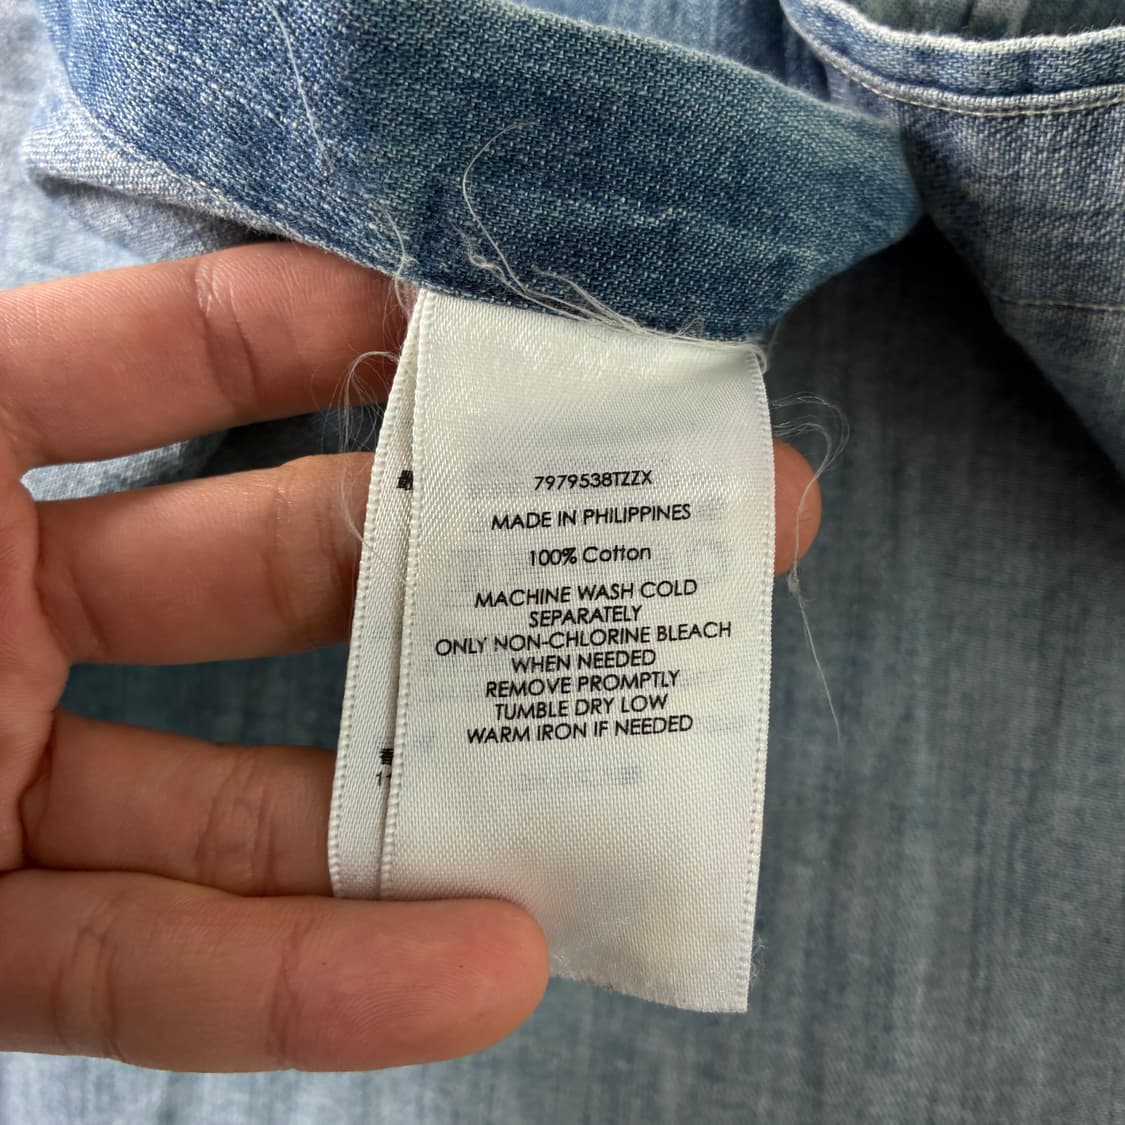 7979538TZZX
MADE IN PHILIPPINES
100% Cotton
MACHINE WASH COLD
SEPARATELY
ONLY NON-CHLORINE BLEACH
WHEN NEEDED
REMOVE PROMPTLY
TUMBLE DRY LOW
WARM IRON IF NEEDED